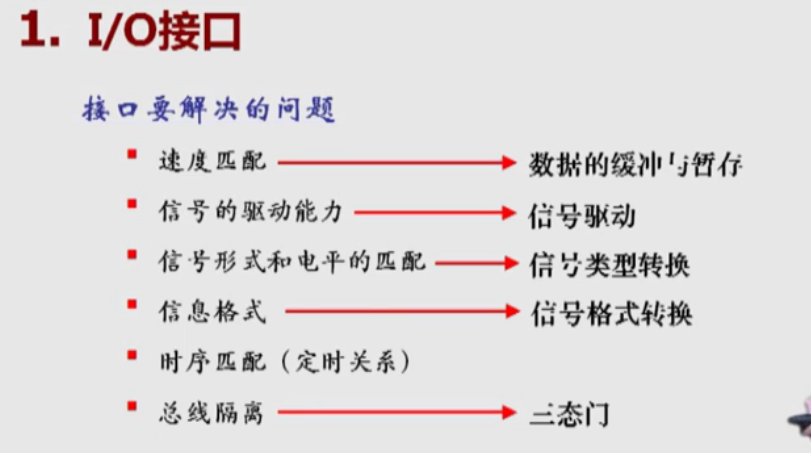 1. I/O接口
接口要解决的问题
速度匹配 数据的缓冲与暂存
信号的驱动能力 信号驱动
信号形式和电平的匹配 信号类型转换
信息格式 信号格式转换
时序匹配（定时关系）
总线隔离 三态门